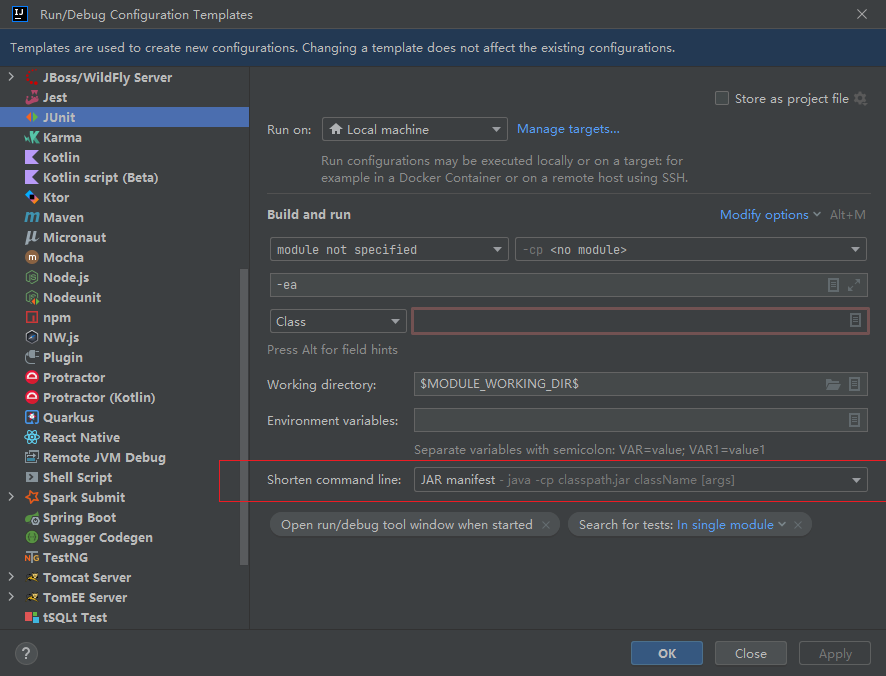 Run/Debug Configuration Templates
Templates are used to create new configurations. Changing a template does not affect the existing configurations.
JBoss/WildFly Server
Jest
JUnit
Karma
Kotlin
Kotlin script (Beta)
Ktor
Maven
Micronaut
Mocha
Node.js
Nodeunit
npm
NW.js
Plugin
Protractor
Protractor (Kotlin)
Quarkus
React Native
Remote JVM Debug
Shell Script
Spark Submit
Spring Boot
Swagger Codegen
TestNG
Tomcat Server
TomEE Server
tSQLt Test
Store as project file
Run on: Local machine Manage targets...
Run configurations may be executed locally or on a target: for
example in a Docker Container or on a remote host using SSH.
Build and run Modify options Alt+M
module not specified -cp <no module>
-ea
Class
Press Alt for field hints
Working directory: $MODULE_WORKING_DIR$
Environment variables:
Separate variables with semicolon: VAR=value; VAR1=value1
Shorten command line: JAR manifest - java -cp classpath.jar className [args]
Open run/debug tool window when started × Search for tests: In single module ×
? OK Close Apply